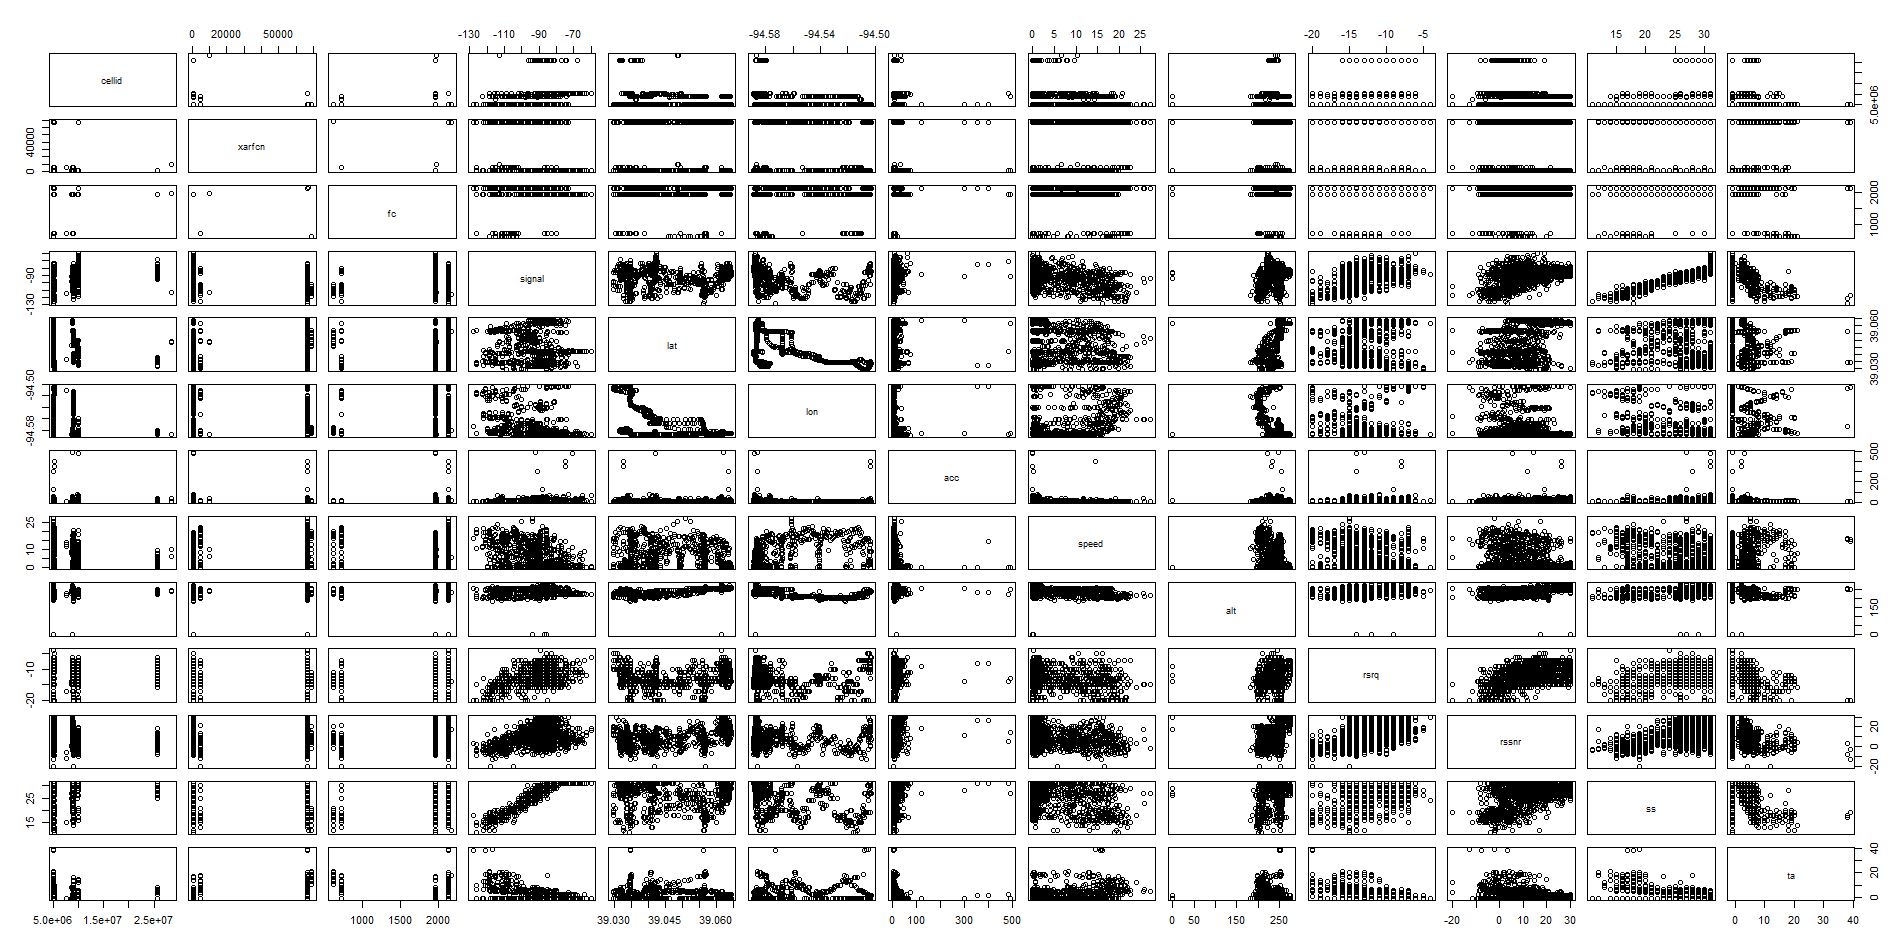 0 20000 50000 -130 -110 -90 -70 -94.58 -94.54 -94.50 0 5 10 15 20 25 -20 -15 -10 -5 15 20 25 30
cellid 5.0e+06
0 40000 xarfcn
fc 1000 2000
-130 -90 signal
lat 39.030 39.060
-94.58 -94.50 lon
acc 0 200 500
0 10 25 speed
alt 0 150
-20 -10 rsrq
rssnr -20 0 20
15 25 ss
ta 0 20 40
5.0e+06 1.5e+07 2.5e+07 1000 1500 2000 39.030 39.045 39.060 0 100 300 500 0 50 150 250 -20 0 10 20 30 0 10 20 30 40